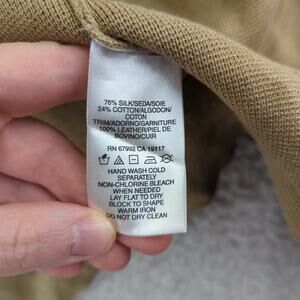 76% SILK/SEDA/SOIE
24% COTTON/ALGODON/
COTON
TRIM/ADORNO/GARNITURE
100% LEATHER/PIEL DE
BOVINO/CUIR
RN 67992 CA 19117
HAND WASH COLD
SEPARATELY
NON-CHLORINE BLEACH
WHEN NEEDED
LAY FLAT TO DRY
BLOCK TO SHAPE
WARM IRON
DO NOT DRY CLEAN